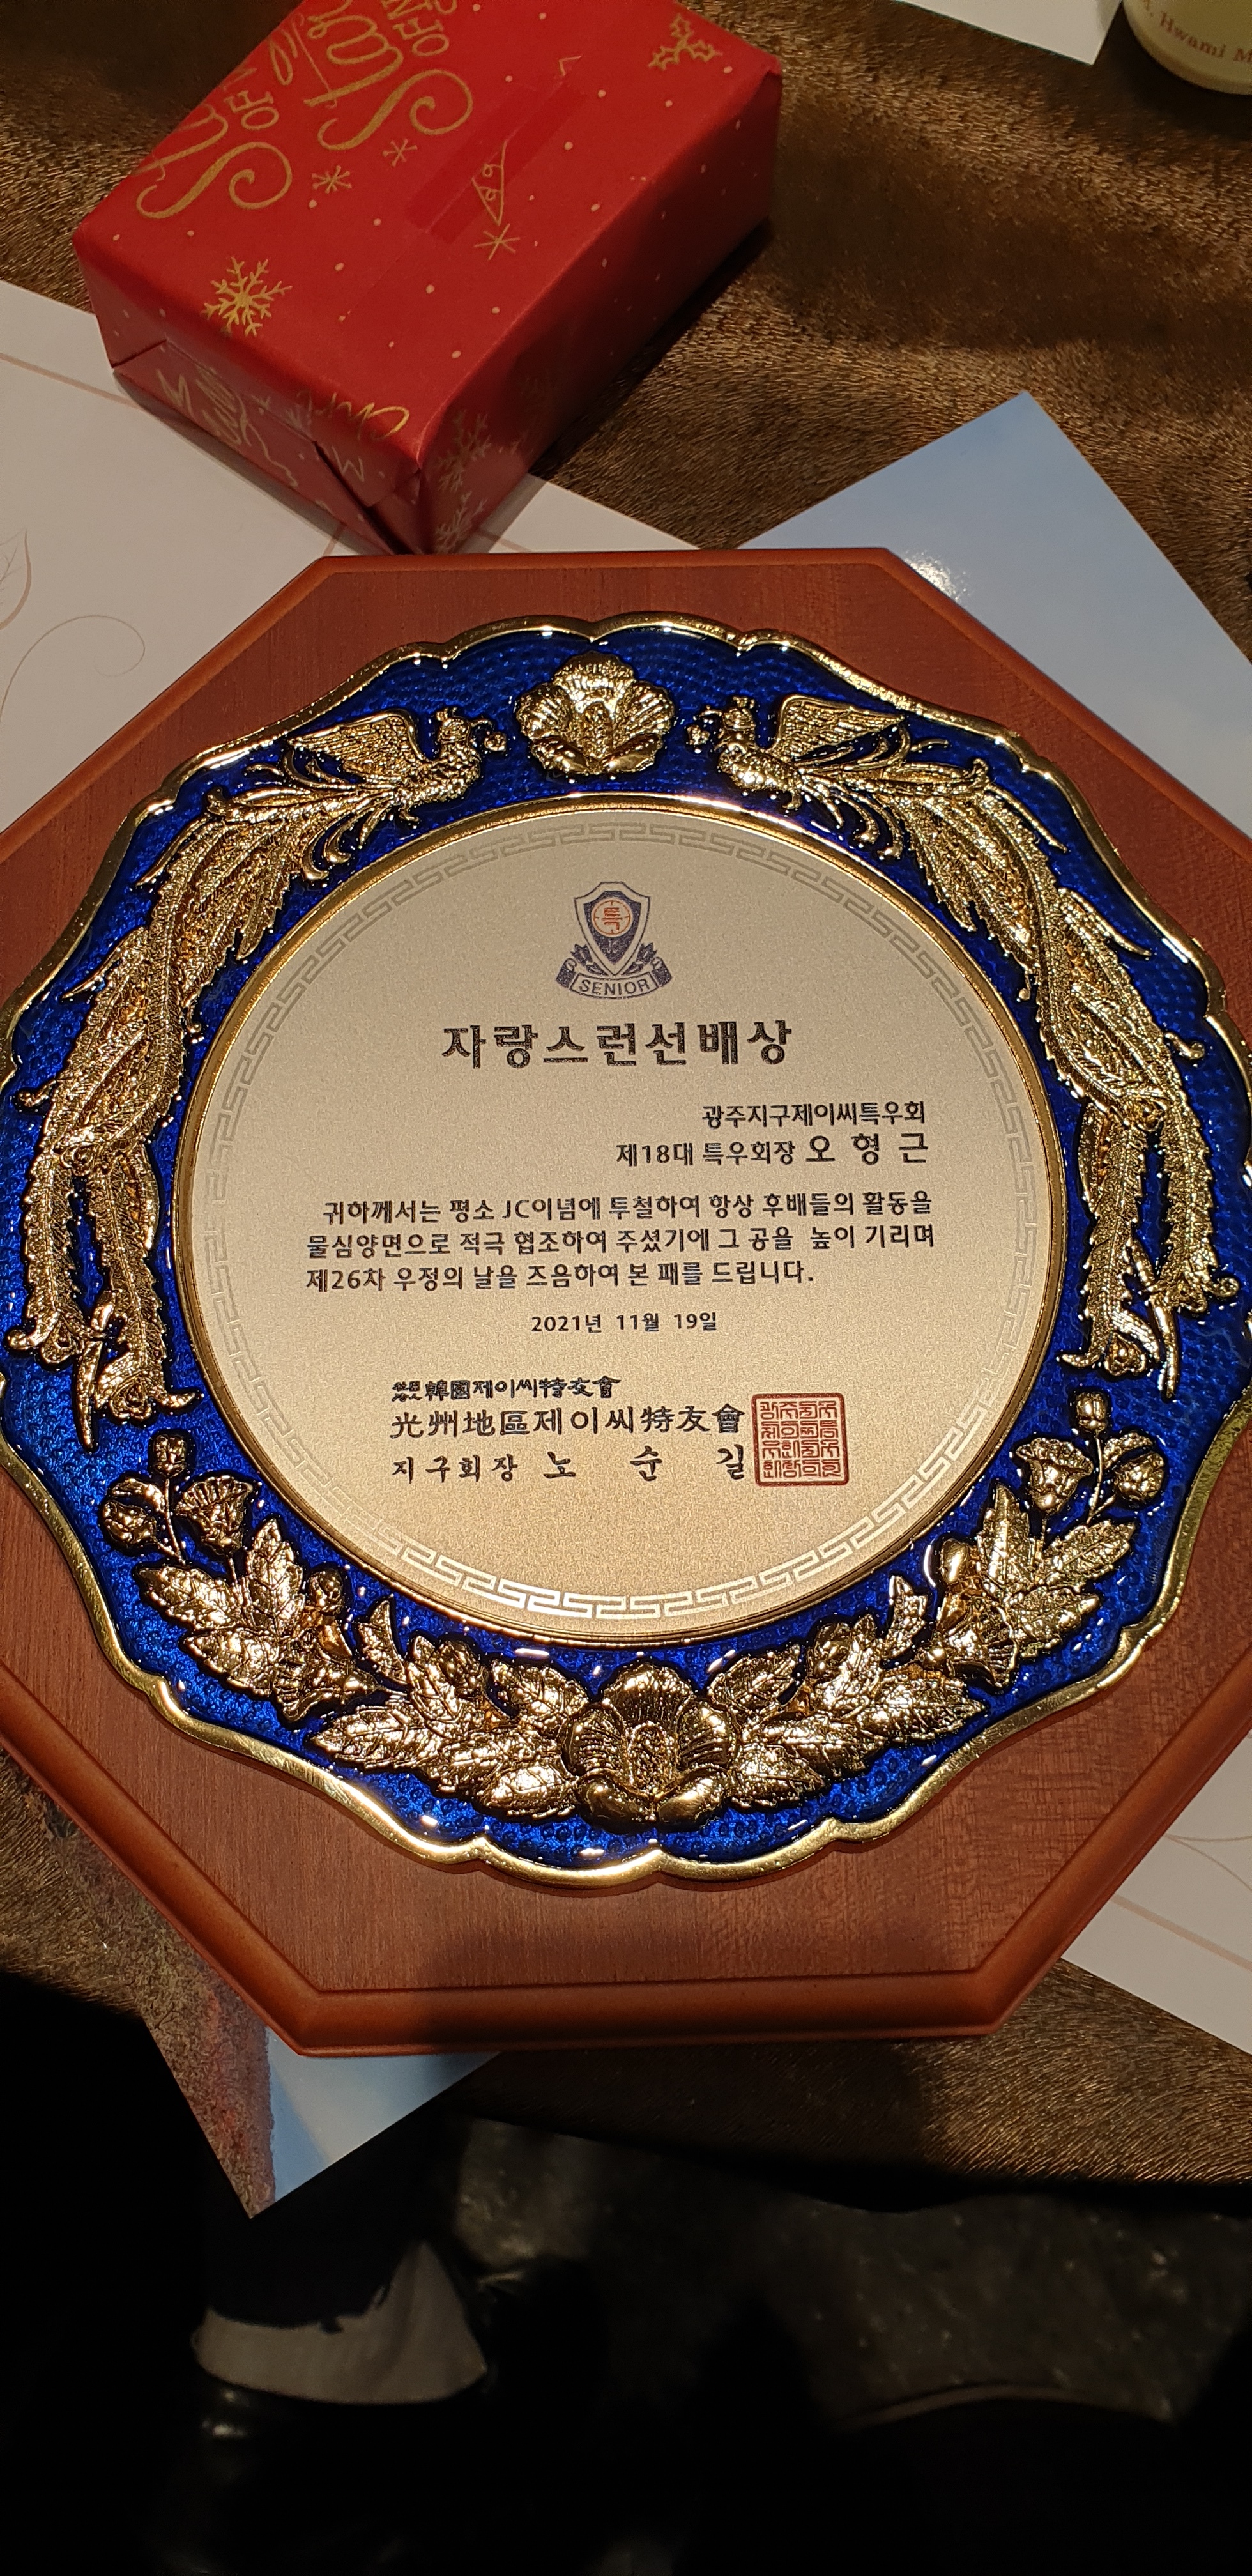 Hwami M
특
SENIOR
자랑스런선배상
광주지구제이씨특우회
제18대 특우회장 오 형 근
귀하께서는 평소 JC이념에 투철하여 항상 후배들의 활동을
물심양면으로 적극 협조하여 주셨기에 그 공을 높이 기리며
제26차 우정의 날을 즈음하여 본 패를 드립니다.
2021년 11월 19일
韓國제이씨特友會
光州地區제이씨特友會
지구회장 노 순 길